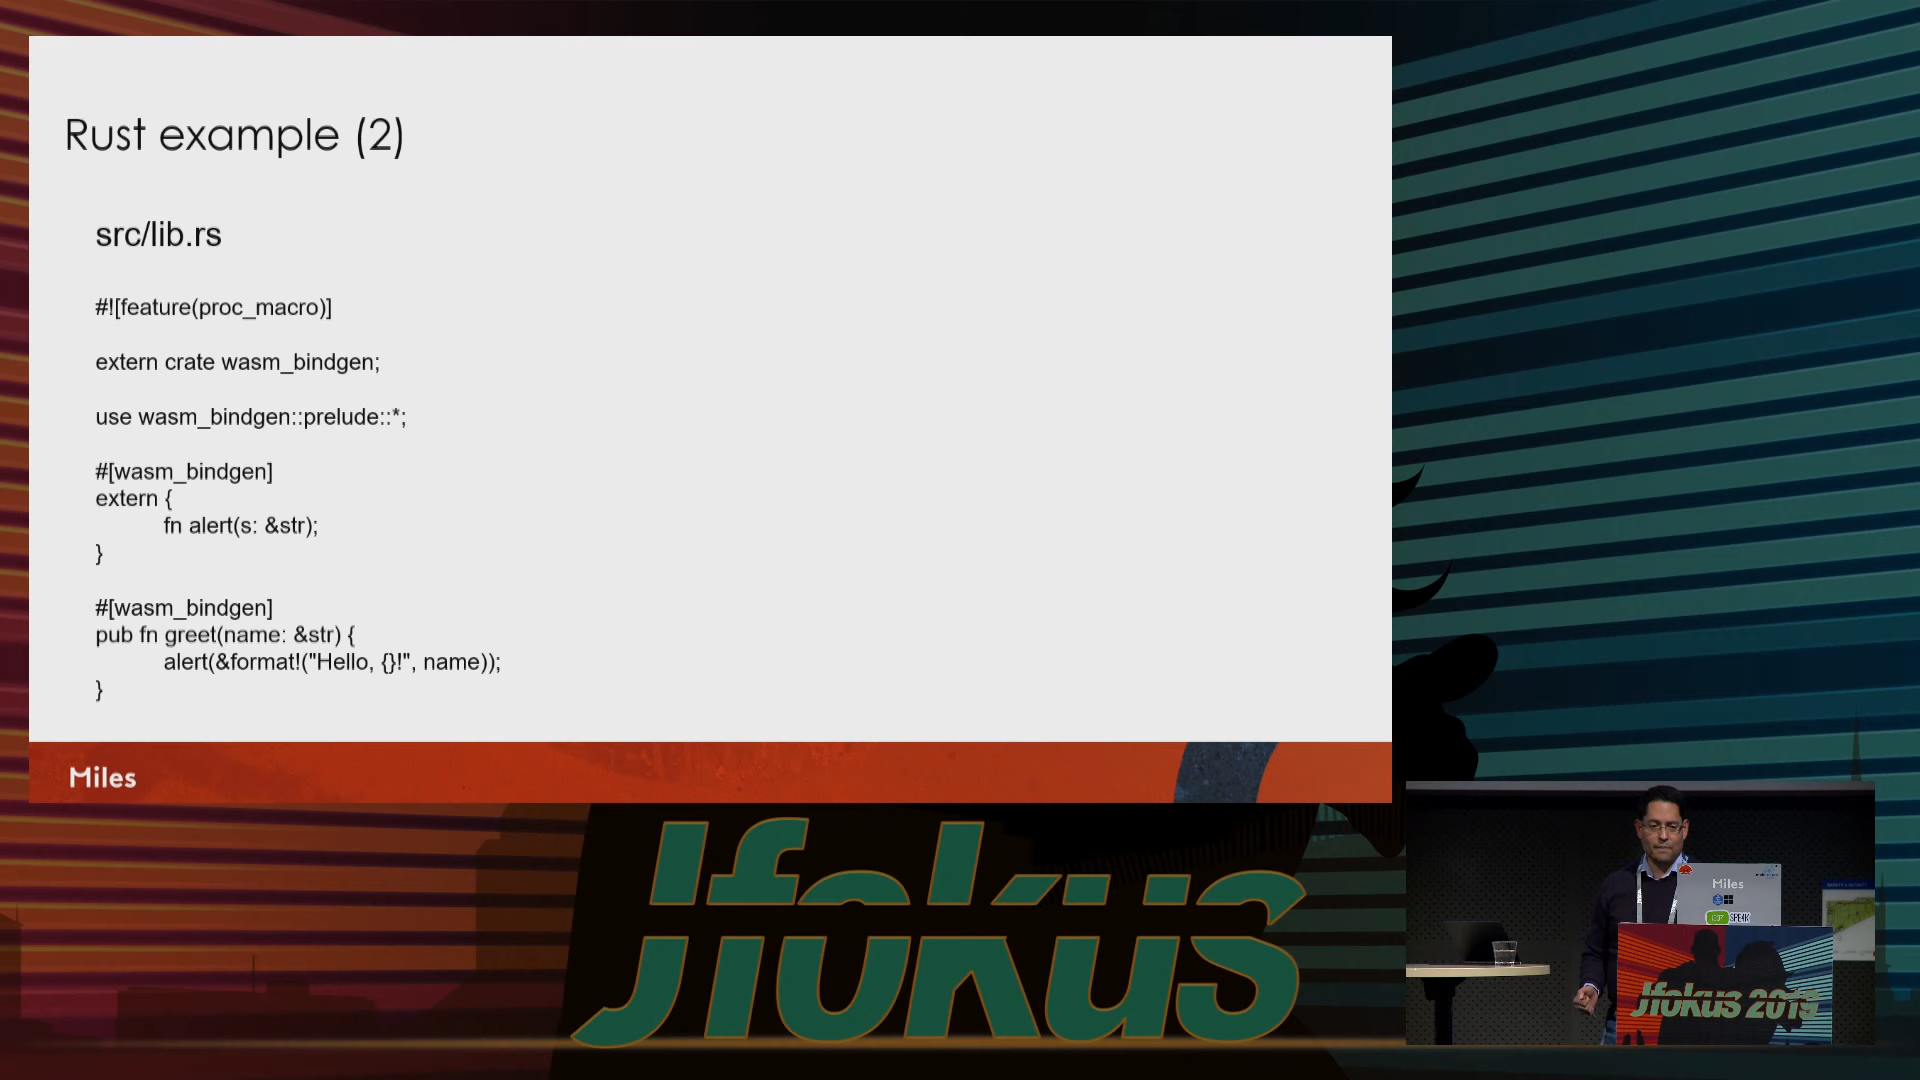 Rust example (2)
src/lib.rs
#![feature(proc_macro)]
extern crate wasm_bindgen;
use wasm_bindgen::prelude::*;
#[wasm_bindgen]
extern {
fn alert(s: &str);
}
#[wasm_bindgen]
pub fn greet(name: &str) {
alert(&format!("Hello, {}!", name));
}
Miles
Jfokus
Miles
SPE4K
Jfokus 2019